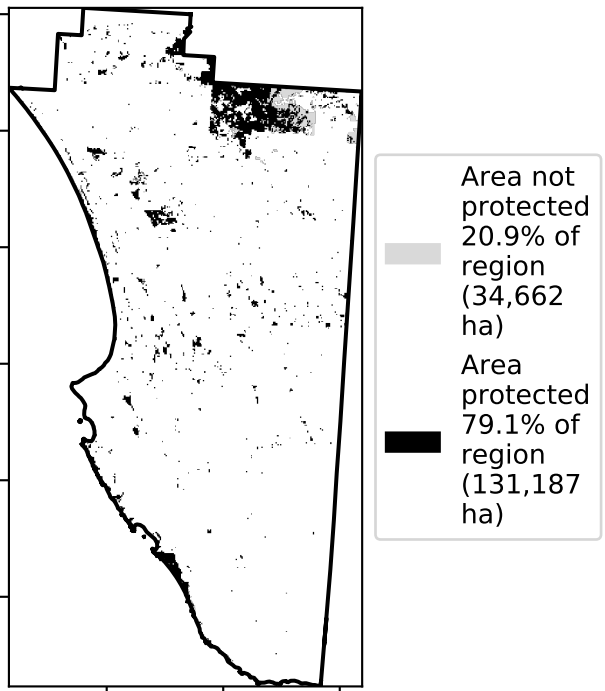 Area not
protected
20.9% of
region
(34,662
ha)
Area
protected
79.1% of
region
(131,187
ha)